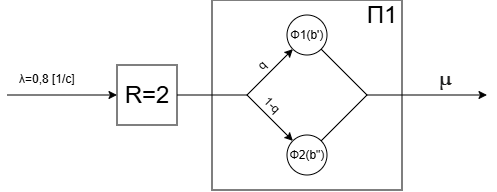 П1
Ф1(b')
λ=0,8 [1/c]
q
R=2
μ
1-q
Ф2(b")